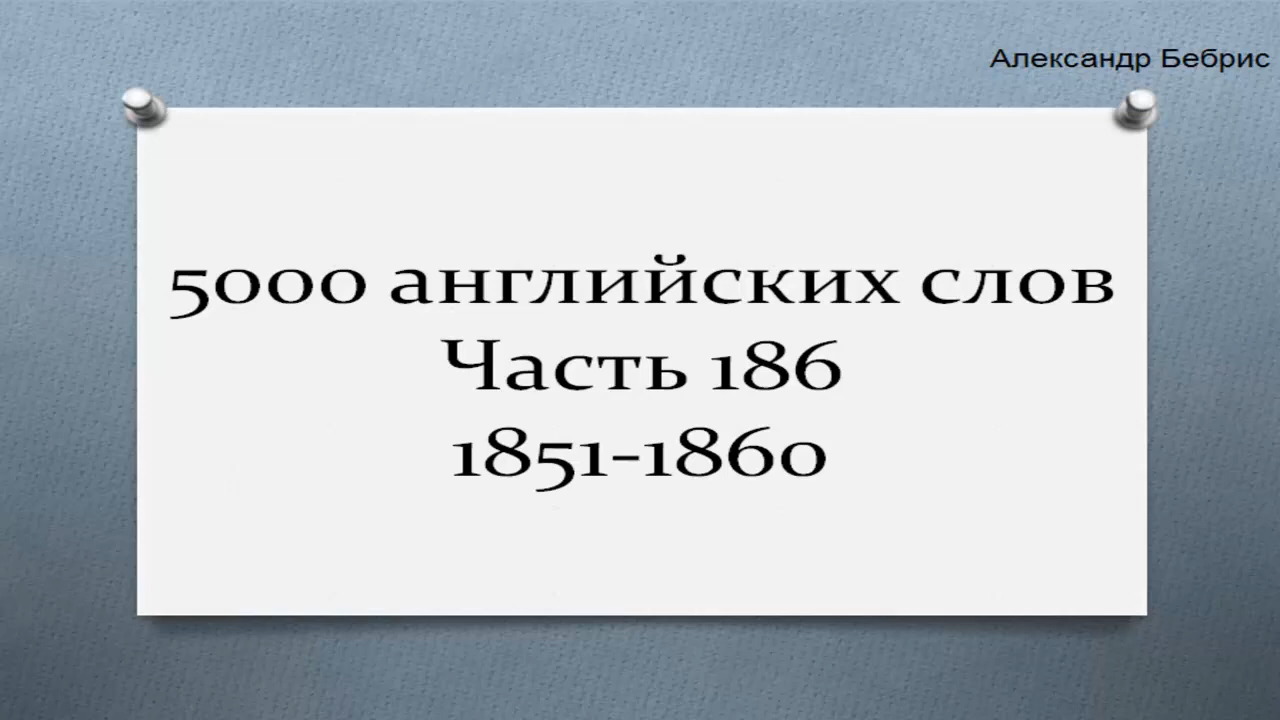 Александр Бебрис
5000 английских слов
Часть 186
1851-1860